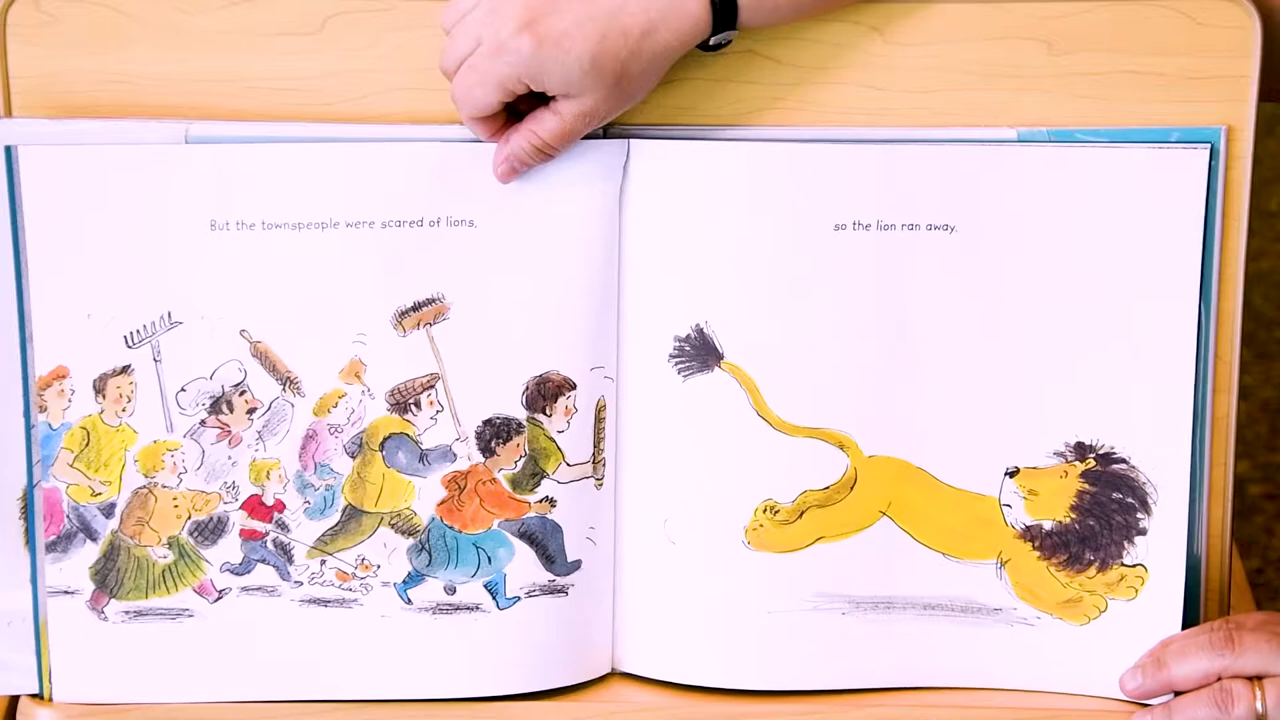 But the townspeople were scared of lions,
so the lion ran away.